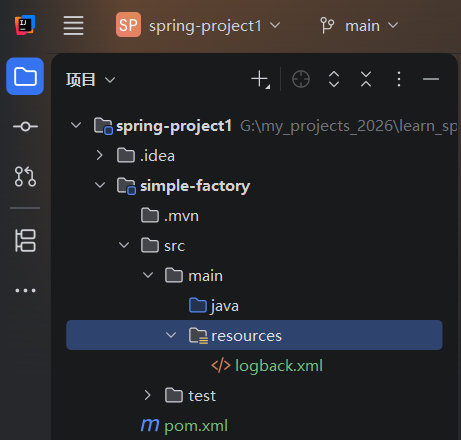 SP spring-project1 main
项目
spring-project1 G:\my_projects_2026\learn_sp
.idea
simple-factory
.mvn
src
main
java
resources
</> logback.xml
test
m pom.xml